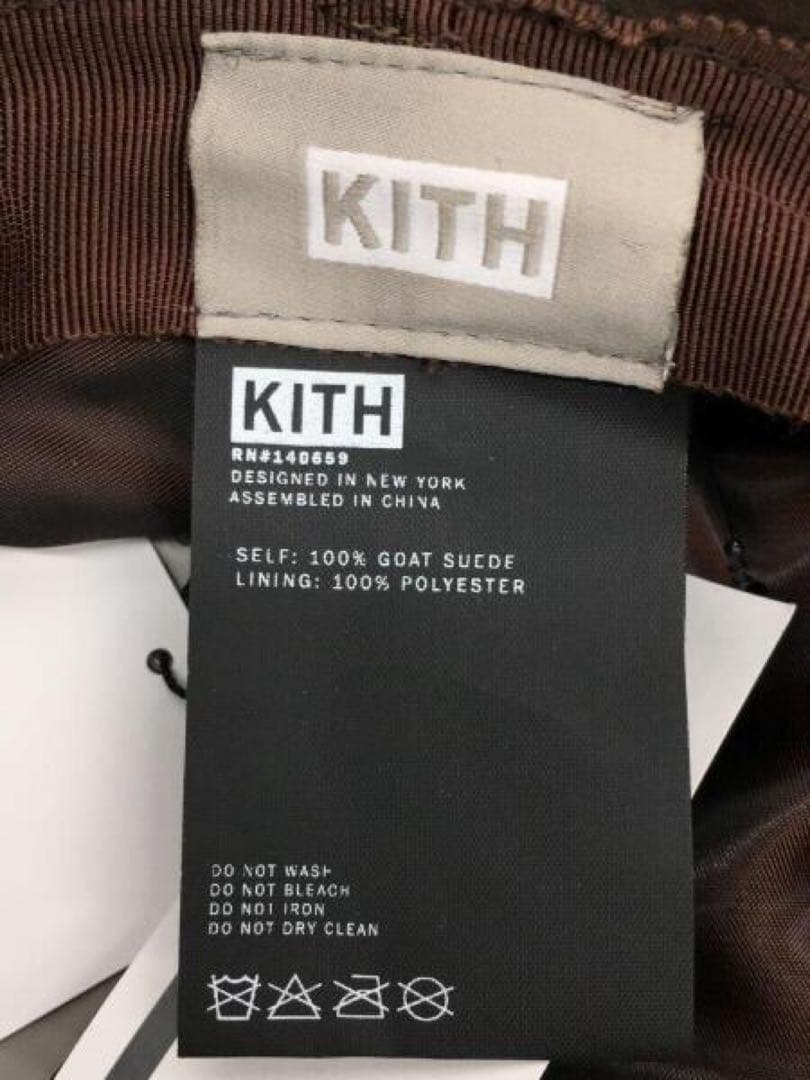 KITH
KITH
RN#140659
DESIGNED IN NEW YORK
ASSEMBLED IN CHINA
SELF: 100% GOAT SUEDE
LINING: 100% POLYESTER
DO NOT WASH
DO NOT BLEACH
DO NOT IRON
DO NOT DRY CLEAN